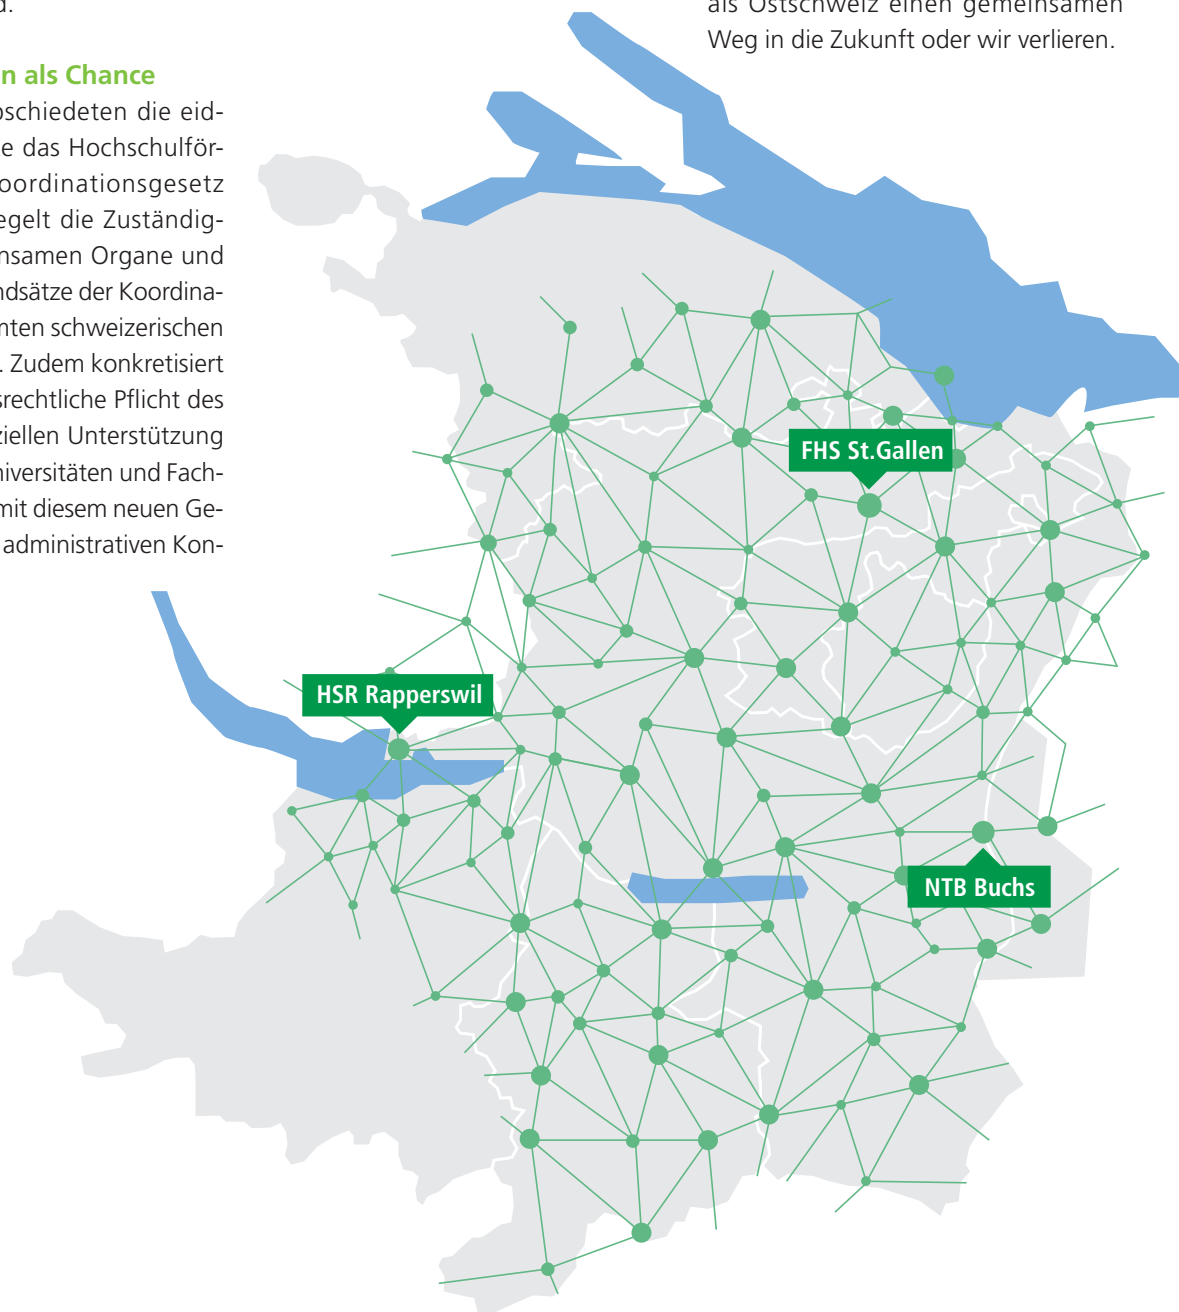 d.
n als Chance
bschiedeten die eid-
e das Hochschulför-
oordinationsgesetz
egelt die Zuständig-
nsamen Organe und
ndsätze der Koordina-
nten schweizerischen
. Zudem konkretisiert
srechtliche Pflicht des
ziellen Unterstützung
niversitäten und Fach-
mit diesem neuen Ge-
administrativen Kon-
als Ostschweiz einen gemeinsamen
Weg in die Zukunft oder wir verlieren.
FHS St.Gallen
HSR Rapperswil
NTB Buchs